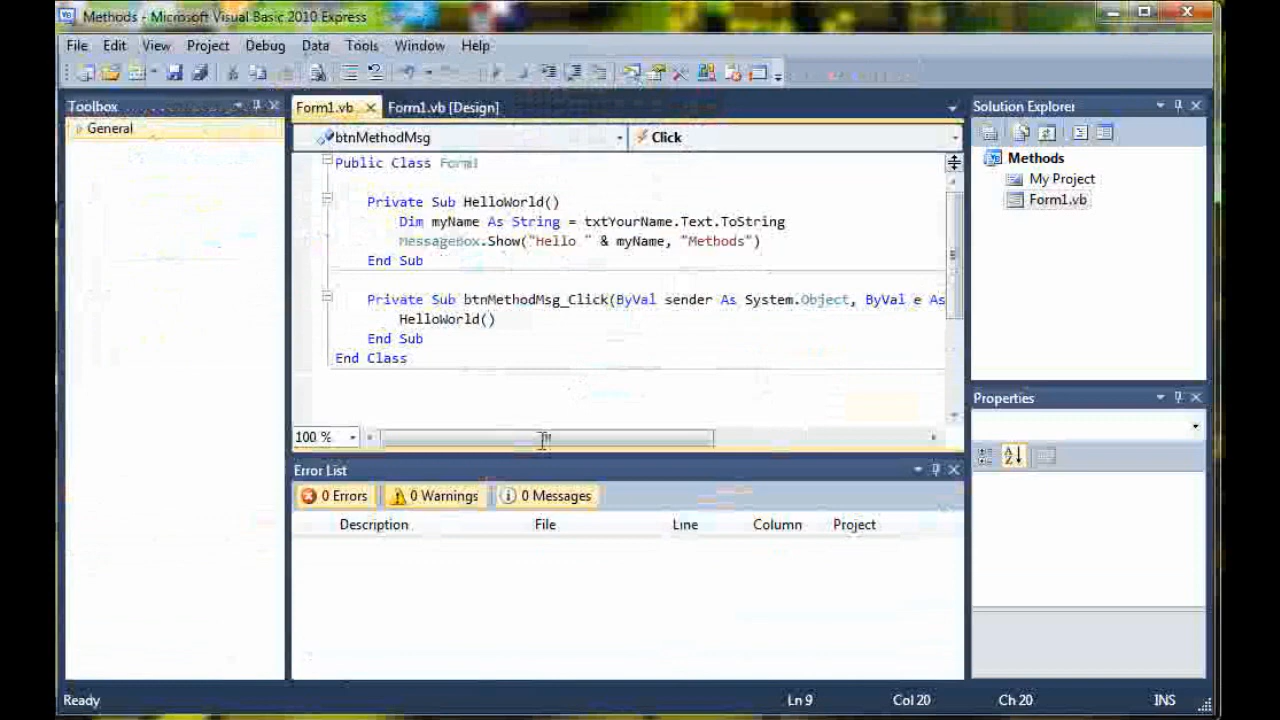 Methods - Microsoft Visual Basic 2010 Express
File Edit View Project Debug Data Tools Window Help
Toolbox
General
Form1.vb Form1.vb [Design]
btnMethodMsg Click
Public Class Form1
Private Sub HelloWorld()
Dim myName As String = txtYourName.Text.ToString
MessageBox.Show("Hello " & myName, "Methods")
End Sub
Private Sub btnMethodMsg_Click(ByVal sender As System.Object, ByVal e As
HelloWorld()
End Sub
End Class
100 %
Error List
0 Errors 0 Warnings 0 Messages
Description File Line Column Project
Solution Explorer
Methods
My Project
Form1.vb
Properties
Ready Ln 9 Col 20 Ch 20 INS